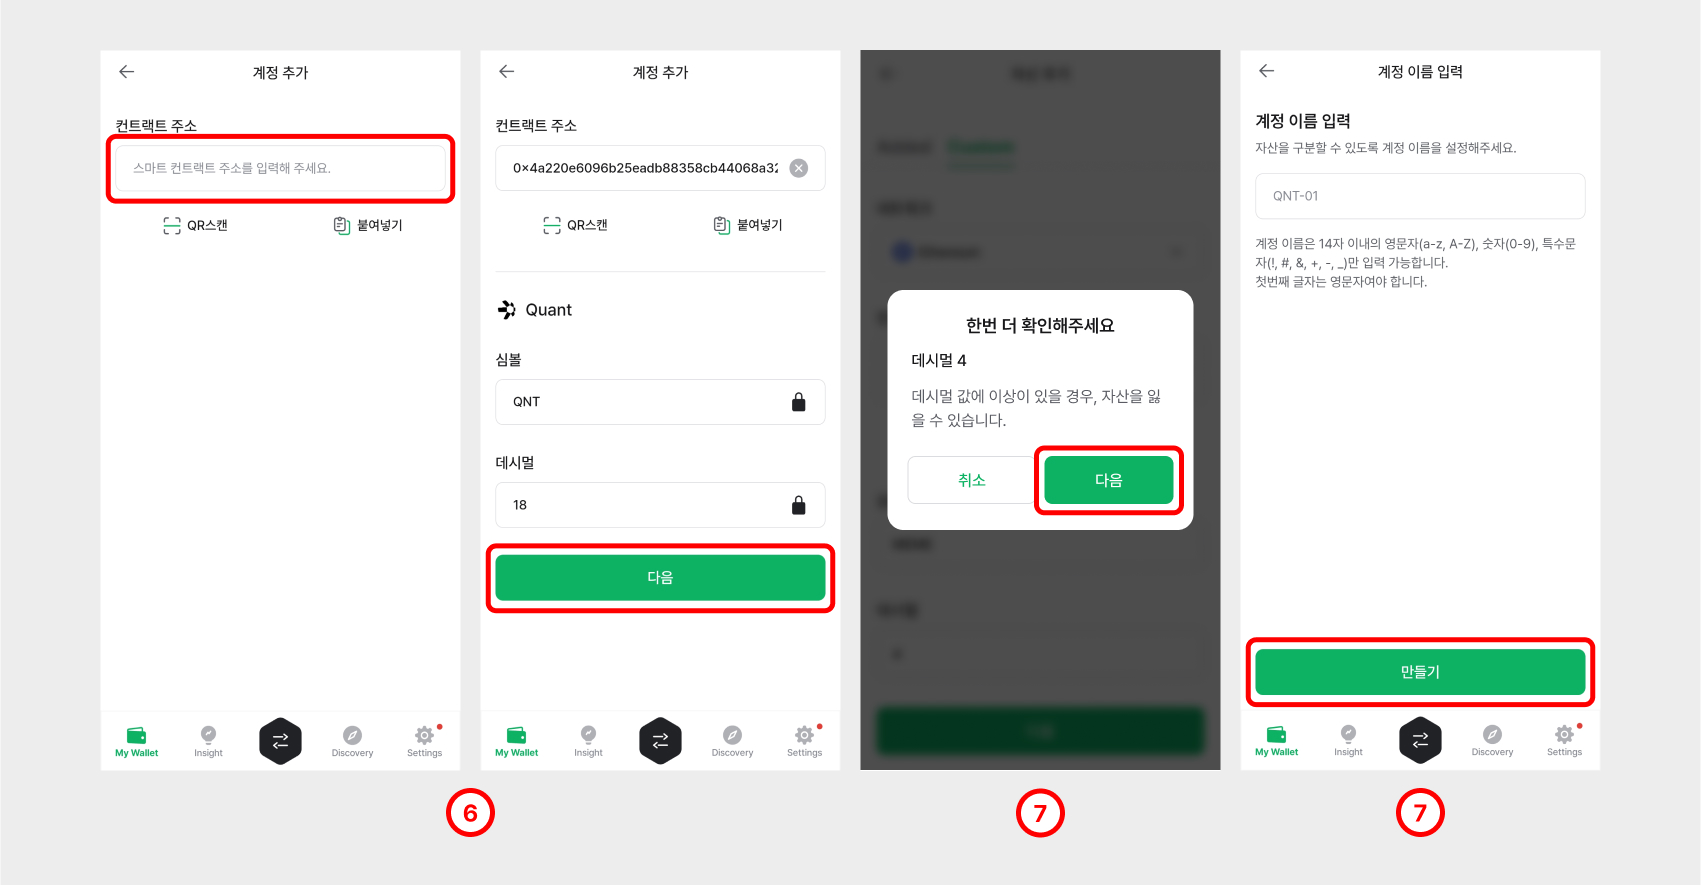 계정 추가
컨트랙트 주소
스마트 컨트랙트 주소를 입력해 주세요.
QR스캔
붙여넣기
My Wallet
Insight
Discovery
Settings
계정 추가
컨트랙트 주소
0×4a220e6096b25eadb88358cb44068a32
QR스캔
붙여넣기
Quant
심볼
QNT
데시멀
18
다음
My Wallet
Insight
Discovery
Settings
6
Ethereum
한번 더 확인해주세요
데시멀 4
데시멀 값에 이상이 있을 경우, 자산을 잃
을 수 있습니다.
취소
다음
7
계정 이름 입력
계정 이름 입력
자산을 구분할 수 있도록 계정 이름을 설정해주세요.
QNT-01
계정 이름은 14자 이내의 영문자(a-z, A-Z), 숫자(0-9), 특수문
자(!, #, &, +, -, _)만 입력 가능합니다.
첫번째 글자는 영문자여야 합니다.
만들기
My Wallet
Insight
Discovery
Settings
7